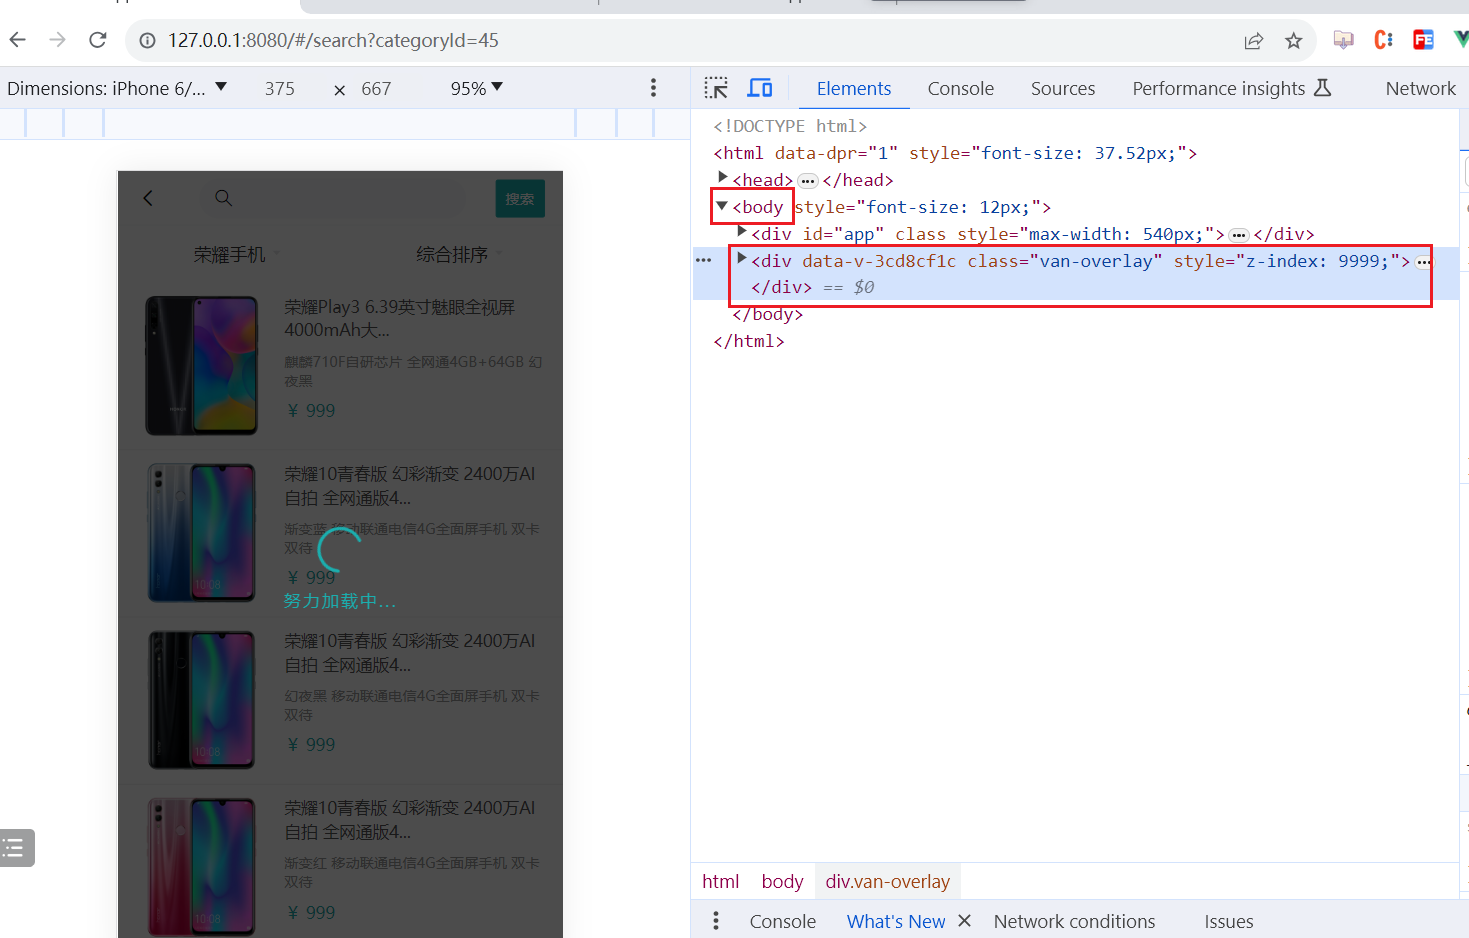 127.0.0.1:8080/#/search?categoryId=45
Dimensions: iPhone 6/... ▼ 375 × 667 95% ▼
Elements Console Sources Performance insights Network
搜索
荣耀手机 综合排序
荣耀Play3 6.39英寸魅眼全视屏
4000mAh大...
麒麟710F自研芯片 全网通4GB+64GB 幻
夜黑
¥ 999
荣耀10青春版 幻彩渐变 2400万AI
自拍 全网通版4...
渐变蓝 移动联通电信4G全面屏手机 双卡
双待
¥ 999
10:08
努力加载中...
荣耀10青春版 幻彩渐变 2400万AI
自拍 全网通版4...
幻夜黑 移动联通电信4G全面屏手机 双卡
双待
¥ 999
10:08
荣耀10青春版 幻彩渐变 2400万AI
自拍 全网通版4...
渐变红 移动联通电信4G全面屏手机 双卡
双待
¥ 999
10:08
<!DOCTYPE html>
<html data-dpr="1" style="font-size: 37.52px;">
▶<head>…</head>
▼<body style="font-size: 12px;">
▶<div id="app" class style="max-width: 540px;">…</div>
… ▶<div data-v-3cd8cf1c class="van-overlay" style="z-index: 9999;">…
</div> == $0
</body>
</html>
html body div.van-overlay
Console What's New × Network conditions Issues